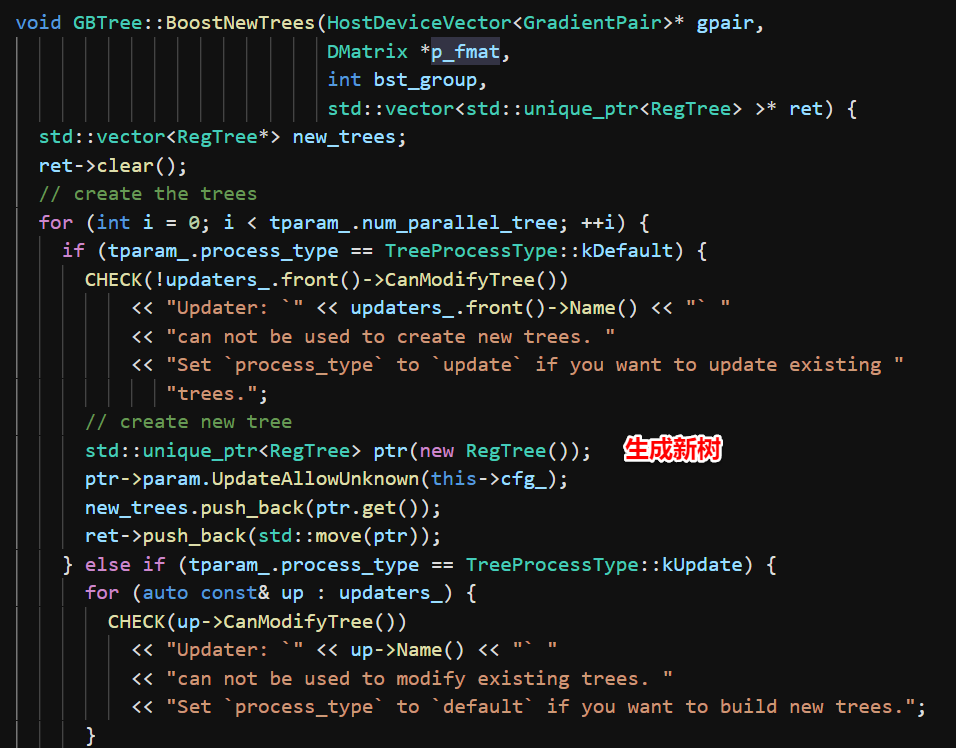 void GBTree::BoostNewTrees(HostDeviceVector<GradientPair>* gpair,
                           DMatrix *p_fmat,
                           int bst_group,
                           std::vector<std::unique_ptr<RegTree> >* ret) {
  std::vector<RegTree*> new_trees;
  ret->clear();
  // create the trees
  for (int i = 0; i < tparam_.num_parallel_tree; ++i) {
    if (tparam_.process_type == TreeProcessType::kDefault) {
      CHECK(!updaters_.front()->CanModifyTree())
          << "Updater: `" << updaters_.front()->Name() << "` "
          << "can not be used to create new trees. "
          << "Set `process_type` to `update` if you want to update existing "
             "trees.";
      // create new tree
      std::unique_ptr<RegTree> ptr(new RegTree()); 生成新树
      ptr->param.UpdateAllowUnknown(this->cfg_);
      new_trees.push_back(ptr.get());
      ret->push_back(std::move(ptr));
    } else if (tparam_.process_type == TreeProcessType::kUpdate) {
      for (auto const& up : updaters_) {
        CHECK(up->CanModifyTree())
          << "Updater: `" << up->Name() << "` "
          << "can not be used to modify existing trees. "
          << "Set `process_type` to `default` if you want to build new trees.";
      }